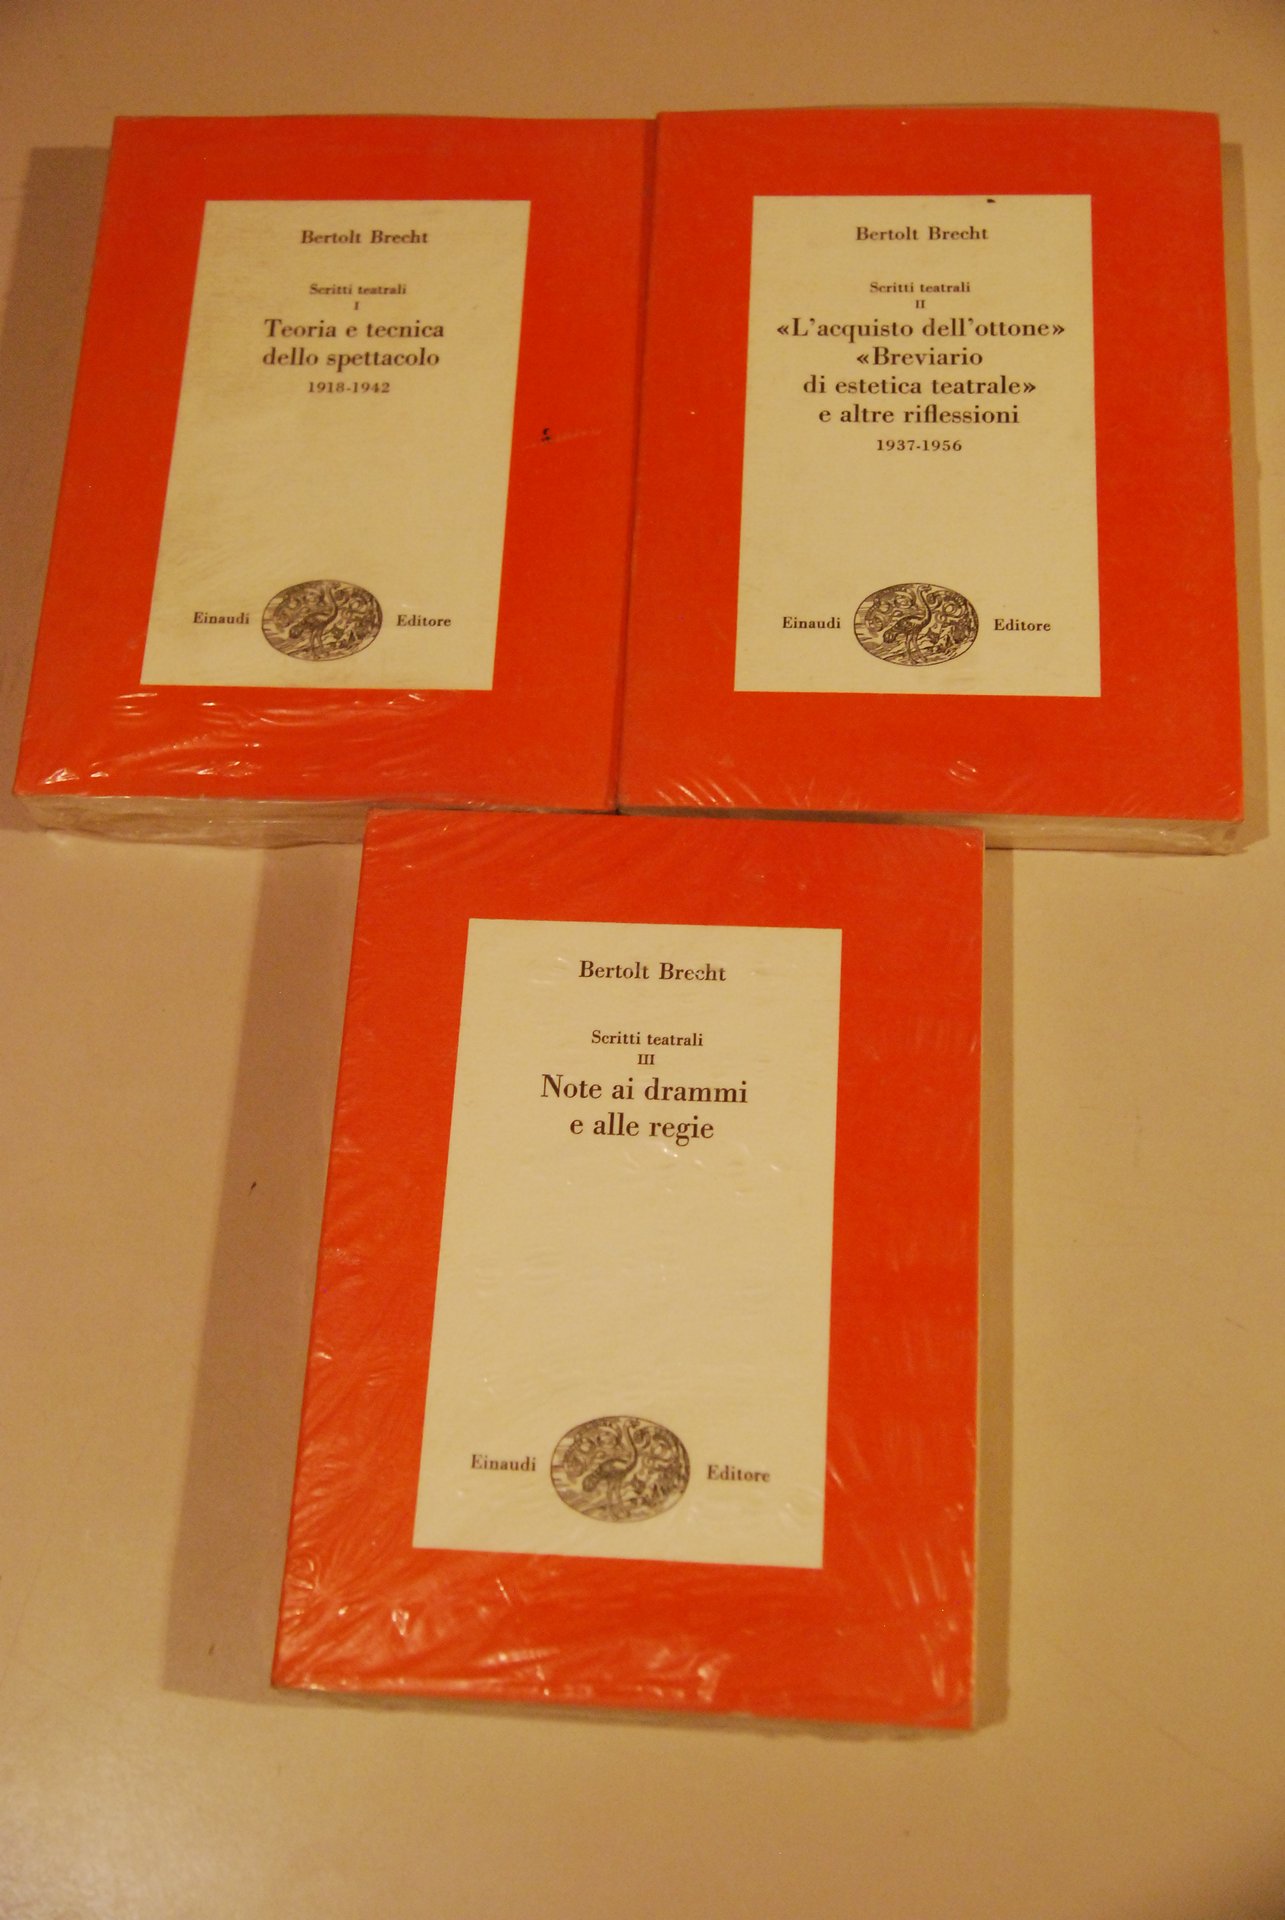 Bertolt Brecht
Scritti teatrali
I
Teoria e tecnica
dello spettacolo
1918-1942
Einaudi Editore
Bertolt Brecht
Scritti teatrali
II
«L'acquisto dell'ottone»
«Breviario
di estetica teatrale»
e altre riflessioni
1937-1956
Einaudi Editore
Bertolt Brecht
Scritti teatrali
III
Note ai drammi
e alle regie
Einaudi Editore